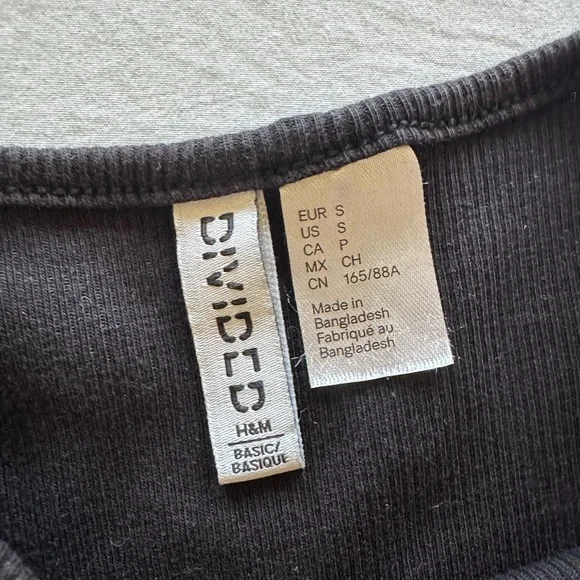 DIVIDED
H&M
BASIC/
BASIQUE
EUR S
US S
CA P
MX CH
CN 165/88A
Made in
Bangladesh
Fabriqué au
Bangladesh